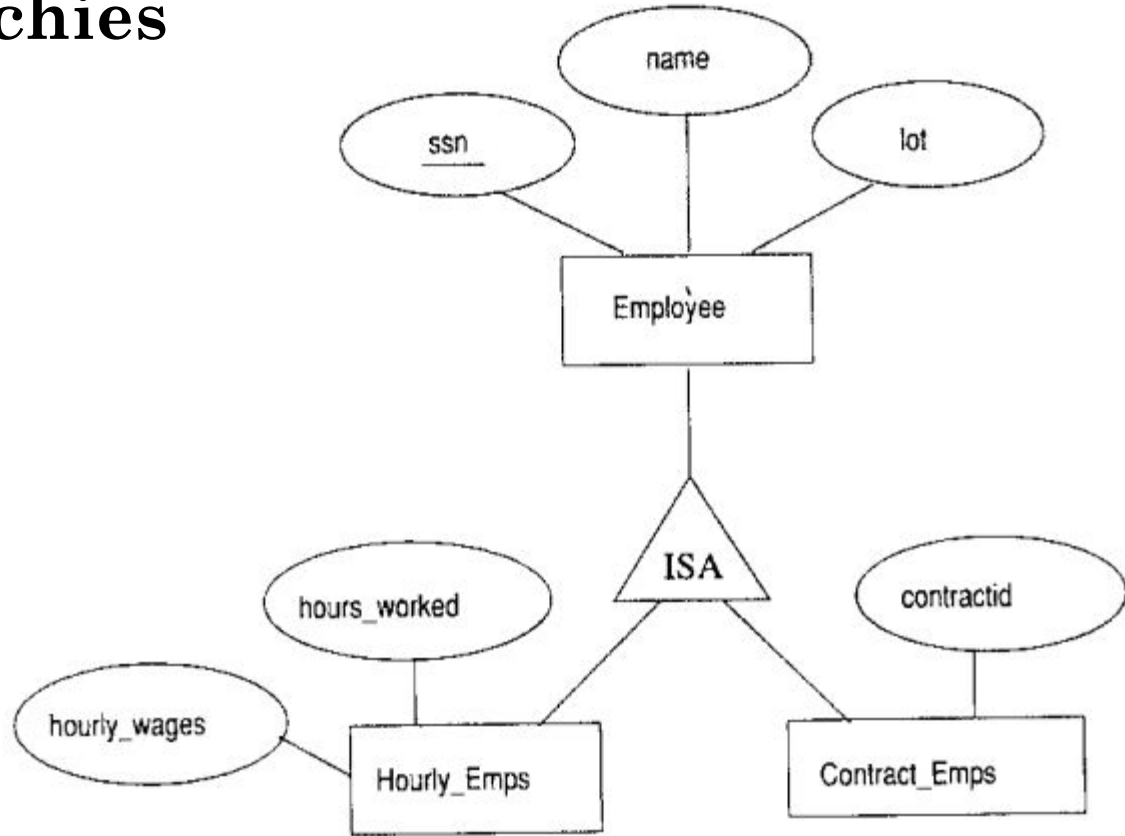 chies
name
ssn
lot
Employee
ISA
hours_worked
contractid
hourly_wages
Hourly_Emps
Contract_Emps